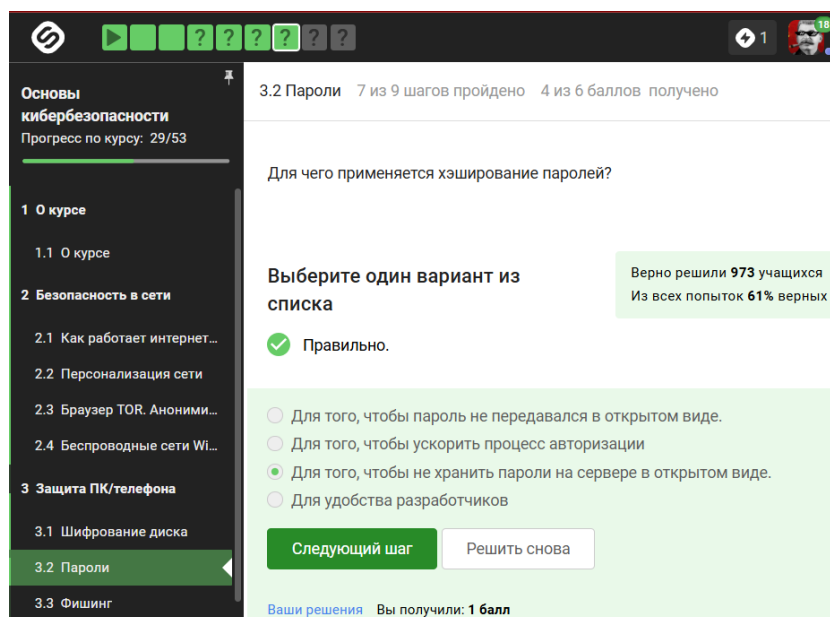 ? ? ? ? ? ?
1
18
Основы
кибербезопасности
Прогресс по курсу: 29/53
1 О курсе
1.1 О курсе
2 Безопасность в сети
2.1 Как работает интернет...
2.2 Персонализация сети
2.3 Браузер TOR. Аноними...
2.4 Беспроводные сети Wi...
3 Защита ПК/телефона
3.1 Шифрование диска
3.2 Пароли
3.3 Фишинг
3.2 Пароли 7 из 9 шагов пройдено 4 из 6 баллов получено
Для чего применяется хэширование паролей?
Выберите один вариант из
списка
Верно решили 973 учащихся
Из всех попыток 61% верных
Правильно.
Для того, чтобы пароль не передавался в открытом виде.
Для того, чтобы ускорить процесс авторизации
Для того, чтобы не хранить пароли на сервере в открытом виде.
Для удобства разработчиков
Следующий шаг Решить снова
Ваши решения Вы получили: 1 балл